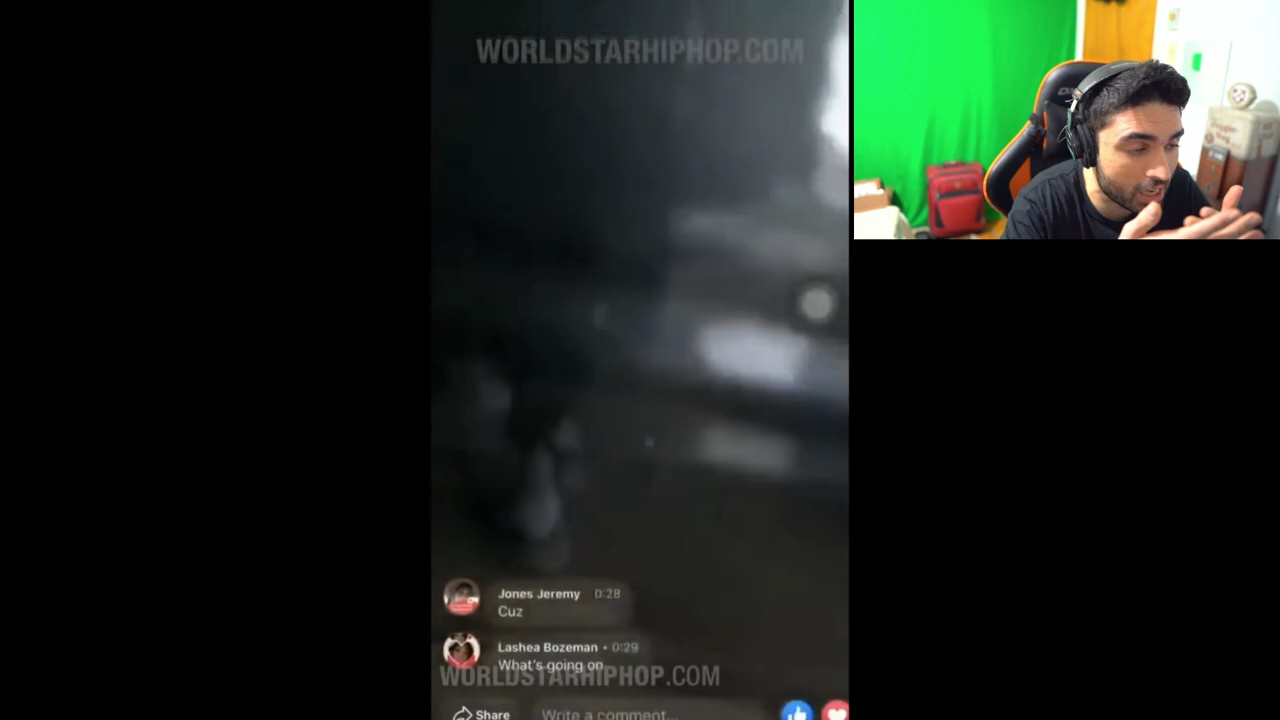 WORLDSTARHIPHOP.COM
Jones Jeremy 0:28
Cuz
Lashea Bozeman • 0:29
What's going on
WORLDSTARHIPHOP.COM
Share
Write a comment...